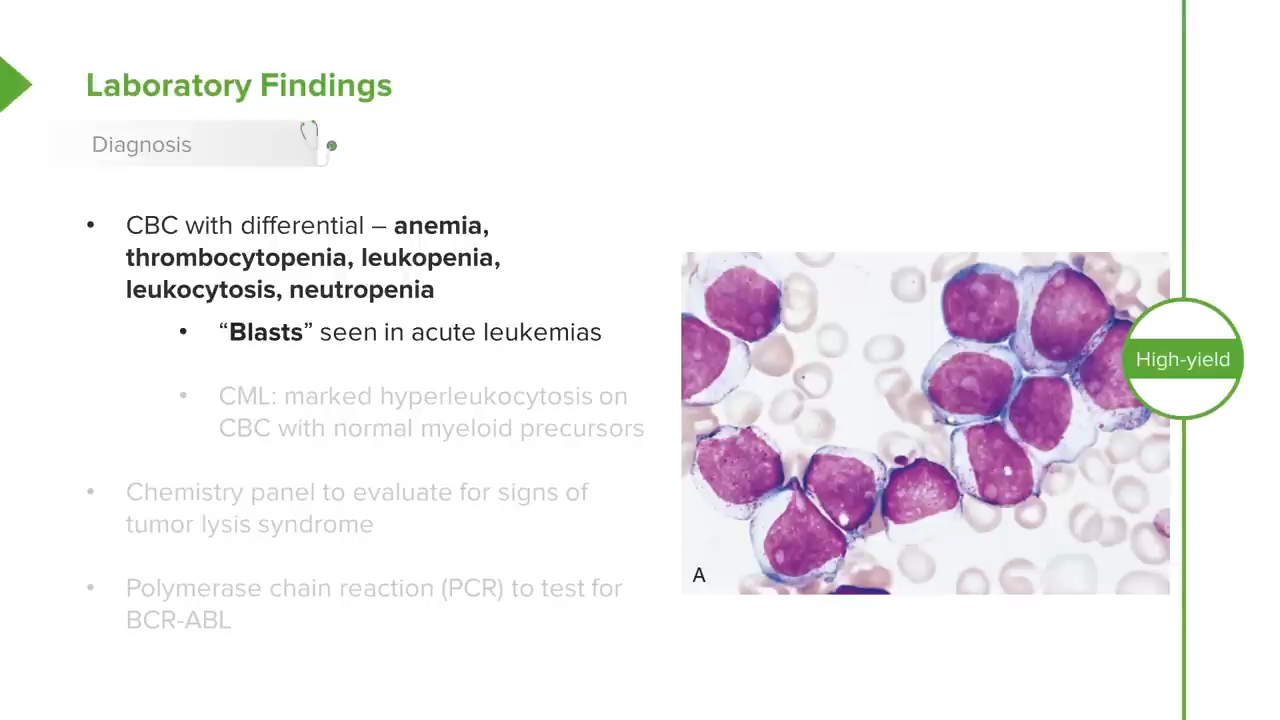 Laboratory Findings
Diagnosis
• CBC with differential – anemia,
thrombocytopenia, leukopenia,
leukocytosis, neutropenia
• “Blasts” seen in acute leukemias
• CML: marked hyperleukocytosis on
CBC with normal myeloid precursors
• Chemistry panel to evaluate for signs of
tumor lysis syndrome
• Polymerase chain reaction (PCR) to test for
BCR-ABL
A
High-yield